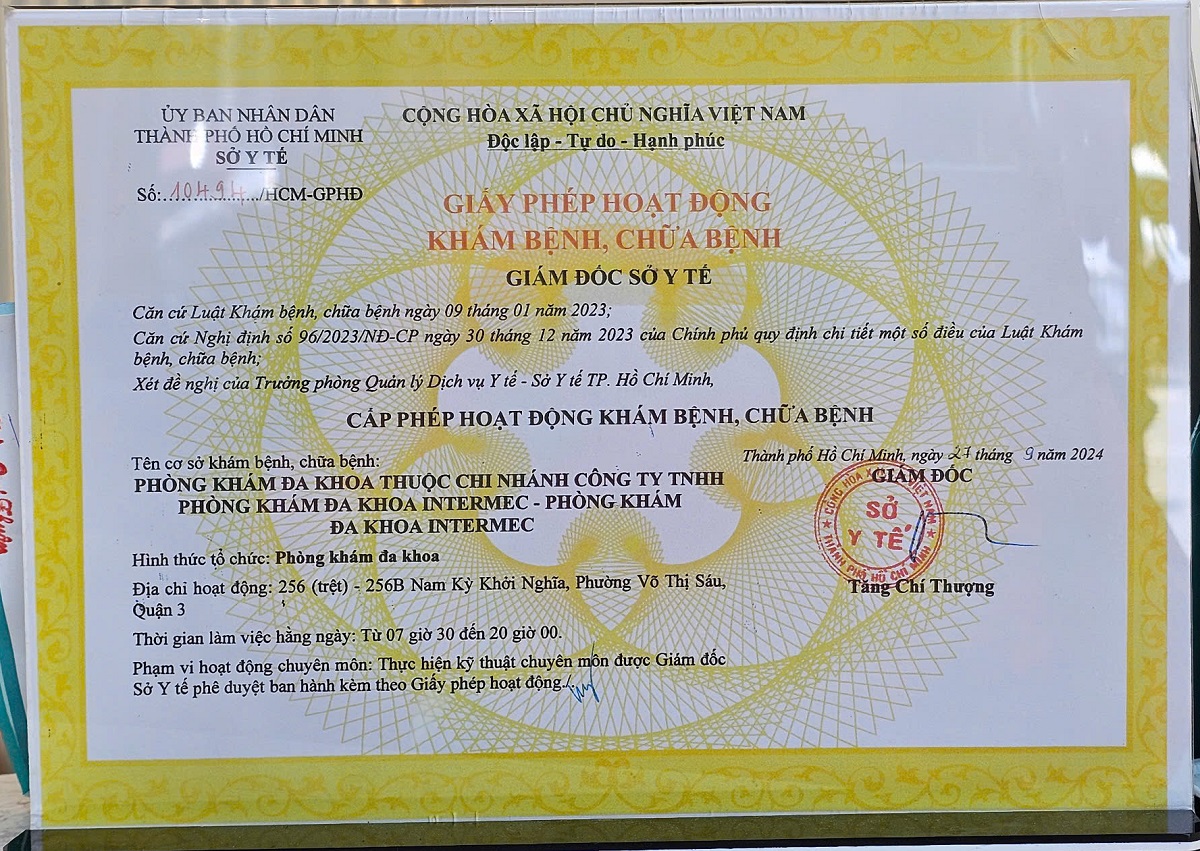 ỦY BAN NHÂN DÂN
THÀNH PHỐ HỒ CHÍ MINH
SỞ Y TẾ
Số:...10494.../HCM-GPHĐ
CỘNG HÒA XÃ HỘI CHỦ NGHĨA VIỆT NAM
Độc lập - Tự do - Hạnh phúc
GIẤY PHÉP HOẠT ĐỘNG
KHÁM BỆNH, CHỮA BỆNH
GIÁM ĐỐC SỞ Y TẾ
Căn cứ Luật Khám bệnh, chữa bệnh ngày 09 tháng 01 năm 2023;
Căn cứ Nghị định số 96/2023/NĐ-CP ngày 30 tháng 12 năm 2023 của Chính phủ quy định chi tiết một số điều của Luật Khám
bệnh, chữa bệnh;
Xét đề nghị của Trưởng phòng Quản lý Dịch vụ Y tế - Sở Y tế TP. Hồ Chí Minh,
CẤP PHÉP HOẠT ĐỘNG KHÁM BỆNH, CHỮA BỆNH
Tên cơ sở khám bệnh, chữa bệnh:
PHÒNG KHÁM ĐA KHOA THUỘC CHI NHÁNH CÔNG TY TNHH
PHÒNG KHÁM ĐA KHOA INTERMEC - PHÒNG KHÁM
ĐA KHOA INTERMEC
Hình thức tổ chức: Phòng khám đa khoa
Địa chỉ hoạt động: 256 (trệt) - 256B Nam Kỳ Khởi Nghĩa, Phường Võ Thị Sáu,
Quận 3
Thời gian làm việc hằng ngày: Từ 07 giờ 30 đến 20 giờ 00.
Phạm vi hoạt động chuyên môn: Thực hiện kỹ thuật chuyên môn được Giám đốc
Sở Y tế phê duyệt ban hành kèm theo Giấy phép hoạt động./.
Thành phố Hồ Chí Minh, ngày 27 tháng 9 năm 2024
GIÁM ĐỐC
CỘNG HÒA X.H.C.N VIỆT NAM
SỞ
Y TẾ
THÀNH PHỐ HỒ CHÍ MINH
Tăng Chí Thượng